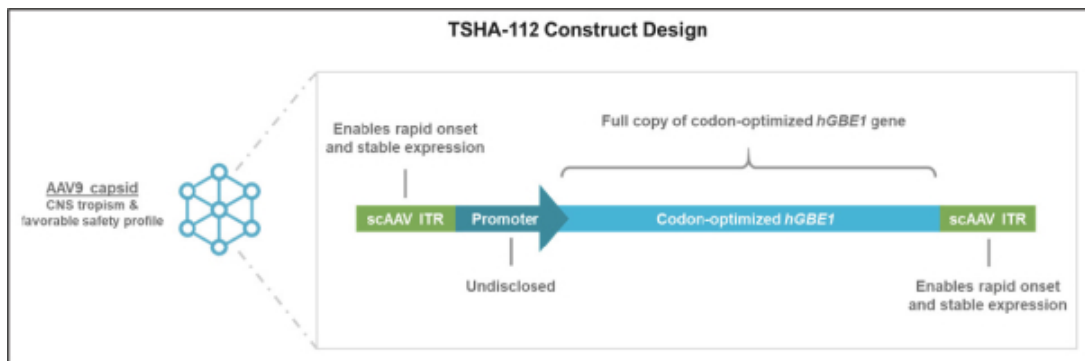 TSHA-112 Construct Design
Enables rapid onset
and stable expression
Full copy of codon-optimized hGBE1 gene
AAV9 capsid
CNS tropism &
favorable safety profile
scAAV ITR
Promoter
Codon-optimized hGBE1
scAAV ITR
Undisclosed
Enables rapid onset
and stable expression